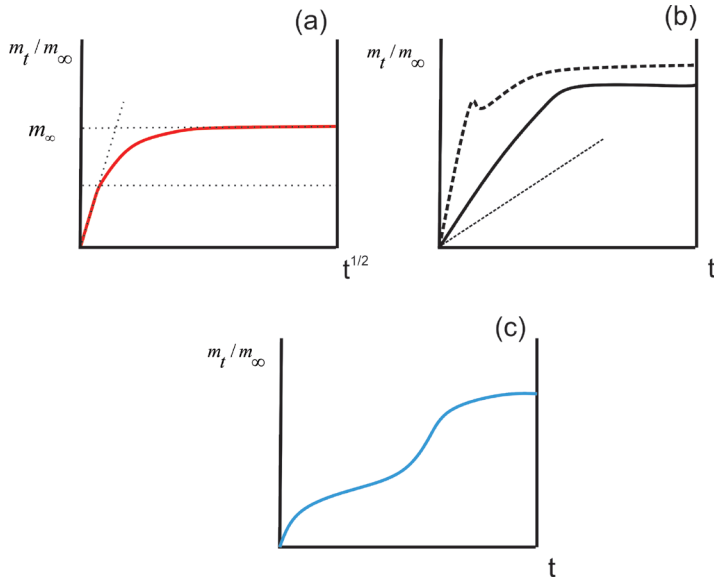 (a)
m_t / m_∞
m_∞
t^{1/2}
(b)
m_t / m_∞
t
(c)
m_t / m_∞
t